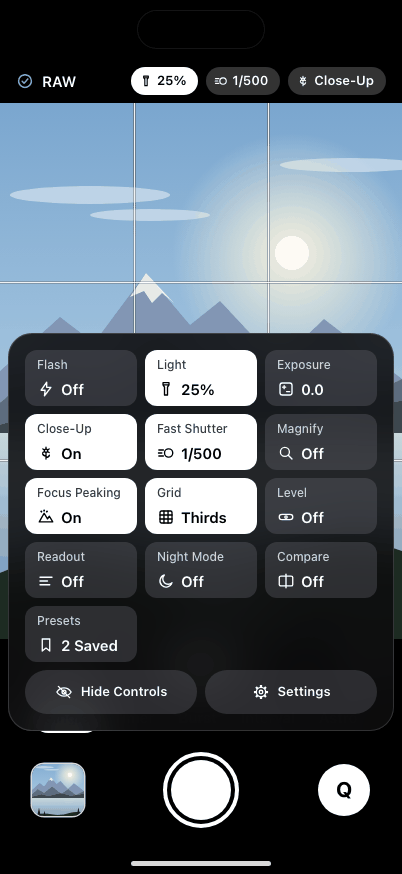 RAW
25%
1/500
Close-Up
Flash
Off
Light
25%
Exposure
0.0
Close-Up
On
Fast Shutter
1/500
Magnify
Off
Focus Peaking
On
Grid
Thirds
Level
Off
Readout
Off
Night Mode
Off
Compare
Off
Presets
2 Saved
Hide Controls
Settings
Q